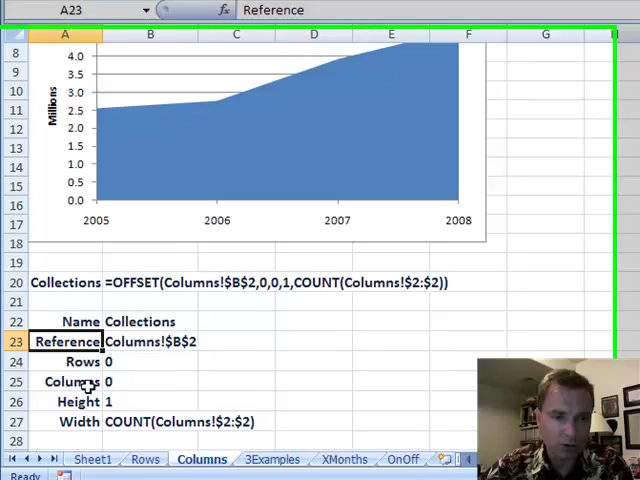 A23 fx Reference
A B C D E F G H
8 4.0
9 3.5
10 3.0
11 Millions 2.5
12 2.0
13
14 1.5
15 1.0
16 0.5
0.0
17 2005 2006 2007 2008
18
19
20 Collections =OFFSET(Columns!$B$2,0,0,1,COUNT(Columns!$2:$2))
21
22 Name Collections
23 Reference Columns!$B$2
24 Rows 0
25 Columns 0
26 Height 1
27 Width COUNT(Columns!$2:$2)
28
Sheet1 Rows Columns 3Examples XMonths OnOff
Ready